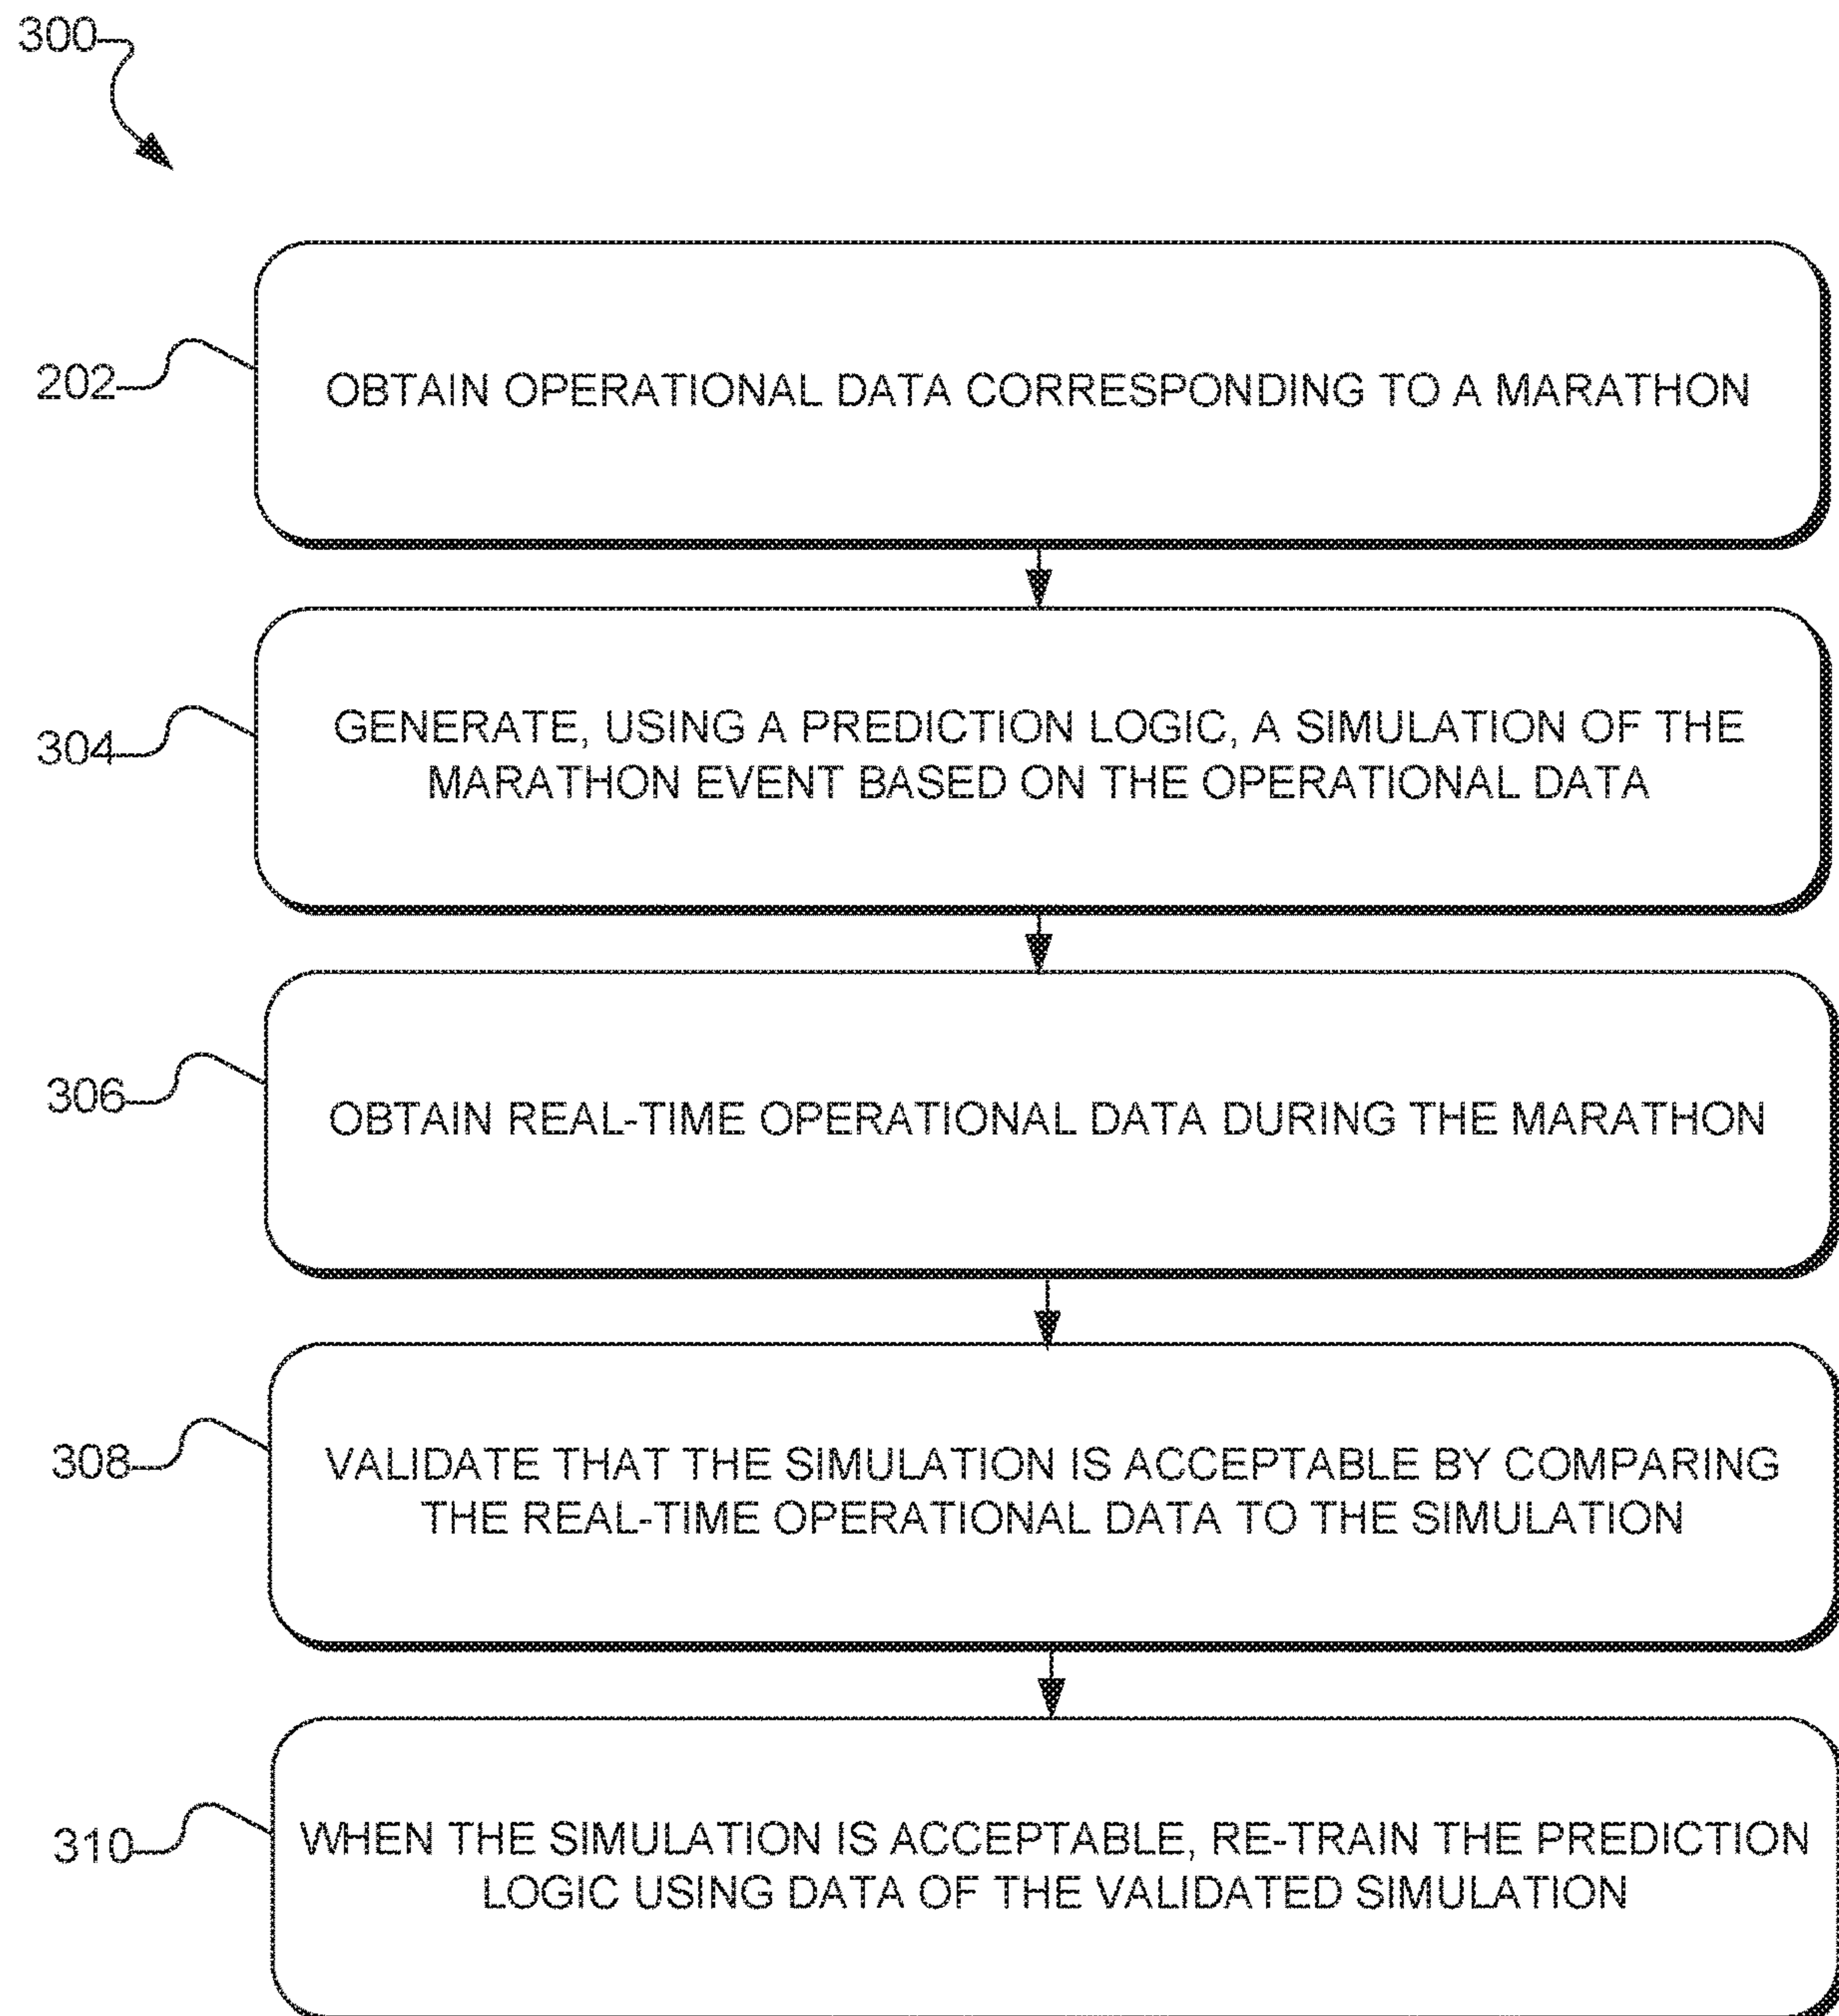 300
202
OBTAIN OPERATIONAL DATA CORRESPONDING TO A MARATHON
304
GENERATE, USING A PREDICTION LOGIC, A SIMULATION OF THE
MARATHON EVENT BASED ON THE OPERATIONAL DATA
306
OBTAIN REAL-TIME OPERATIONAL DATA DURING THE MARATHON
308
VALIDATE THAT THE SIMULATION IS ACCEPTABLE BY COMPARING
THE REAL-TIME OPERATIONAL DATA TO THE SIMULATION
310
WHEN THE SIMULATION IS ACCEPTABLE, RE-TRAIN THE PREDICTION
LOGIC USING DATA OF THE VALIDATED SIMULATION